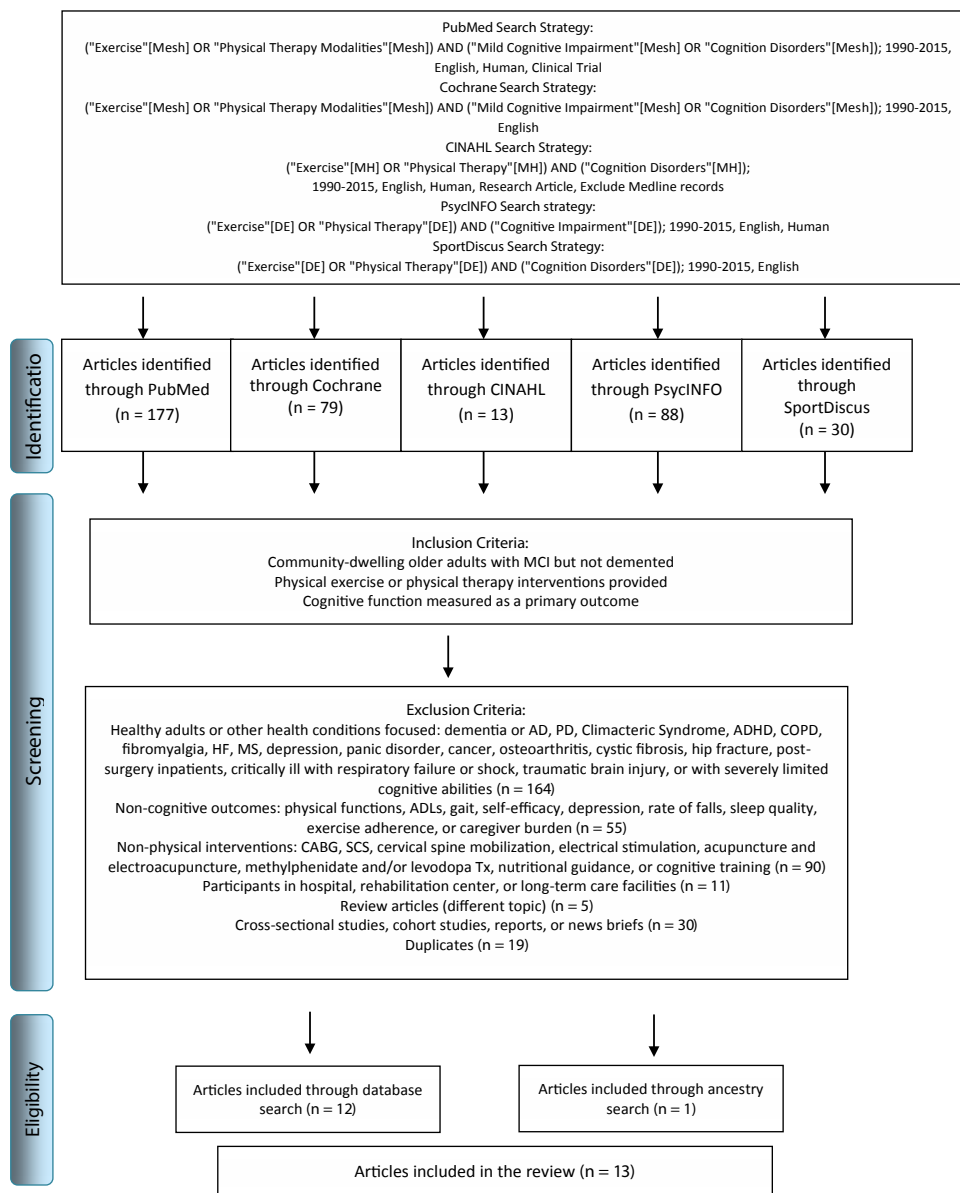 PubMed Search Strategy:
("Exercise"[Mesh] OR "Physical Therapy Modalities"[Mesh]) AND ("Mild Cognitive Impairment"[Mesh] OR "Cognition Disorders"[Mesh]); 1990-2015,
English, Human, Clinical Trial
Cochrane Search Strategy:
("Exercise"[Mesh] OR "Physical Therapy Modalities"[Mesh]) AND ("Mild Cognitive Impairment"[Mesh] OR "Cognition Disorders"[Mesh]); 1990-2015,
English
CINAHL Search Strategy:
("Exercise"[MH] OR "Physical Therapy"[MH]) AND ("Cognition Disorders"[MH]);
1990-2015, English, Human, Research Article, Exclude Medline records
PsycINFO Search strategy:
("Exercise"[DE] OR "Physical Therapy"[DE]) AND ("Cognitive Impairment"[DE]); 1990-2015, English, Human
SportDiscus Search Strategy:
("Exercise"[DE] OR "Physical Therapy"[DE]) AND ("Cognition Disorders"[DE]); 1990-2015, English
Identificatio
Articles identified
through PubMed
(n = 177)
Articles identified
through Cochrane
(n = 79)
Articles identified
through CINAHL
(n = 13)
Articles identified
through PsycINFO
(n = 88)
Articles identified
through
SportDiscus
(n = 30)
Screening
Inclusion Criteria:
Community-dwelling older adults with MCI but not demented
Physical exercise or physical therapy interventions provided
Cognitive function measured as a primary outcome
Exclusion Criteria:
Healthy adults or other health conditions focused: dementia or AD, PD, Climacteric Syndrome, ADHD, COPD,
fibromyalgia, HF, MS, depression, panic disorder, cancer, osteoarthritis, cystic fibrosis, hip fracture, post-
surgery inpatients, critically ill with respiratory failure or shock, traumatic brain injury, or with severely limited
cognitive abilities (n = 164)
Non-cognitive outcomes: physical functions, ADLs, gait, self-efficacy, depression, rate of falls, sleep quality,
exercise adherence, or caregiver burden (n = 55)
Non-physical interventions: CABG, SCS, cervical spine mobilization, electrical stimulation, acupuncture and
electroacupuncture, methylphenidate and/or levodopa Tx, nutritional guidance, or cognitive training (n = 90)
Participants in hospital, rehabilitation center, or long-term care facilities (n = 11)
Review articles (different topic) (n = 5)
Cross-sectional studies, cohort studies, reports, or news briefs (n = 30)
Duplicates (n = 19)
Eligibility
Articles included through database
search (n = 12)
Articles included through ancestry
search (n = 1)
Articles included in the review (n = 13)